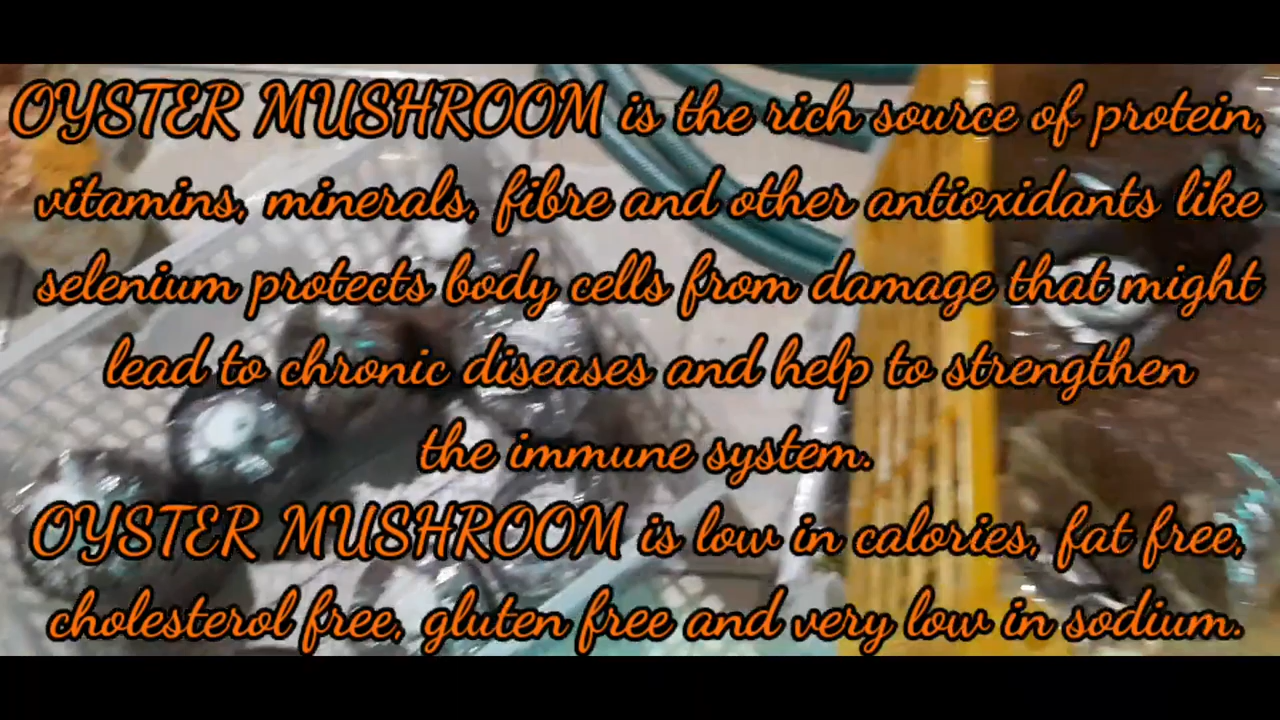 OYSTER MUSHROOM is the rich source of protein,
vitamins, minerals, fibre and other antioxidants like
selenium protects body cells from damage that might
lead to chronic diseases and help to strengthen
the immune system.
OYSTER MUSHROOM is low in calories, fat free,
cholesterol free, gluten free and very low in sodium.